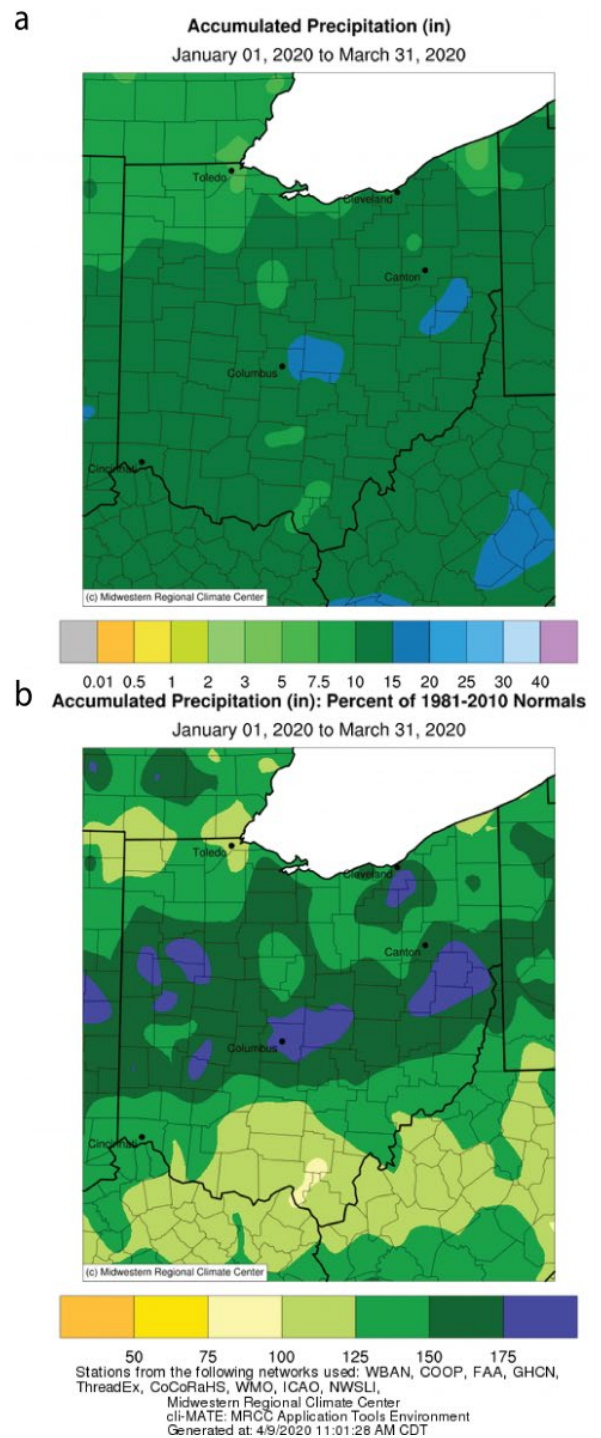 a
Accumulated Precipitation (in)
January 01, 2020 to March 31, 2020
Toledo
Cleveland
Canton
Columbus
Cincinnati
(c) Midwestern Regional Climate Center
0.01 0.5 1 2 3 5 7.5 10 15 20 25 30 40
b
Accumulated Precipitation (in): Percent of 1981-2010 Normals
January 01, 2020 to March 31, 2020
Toledo
Cleveland
Canton
Columbus
Cincinnati
(c) Midwestern Regional Climate Center
50 75 100 125 150 175
Stations from the following networks used: WBAN, COOP, FAA, GHCN,
ThreadEx, CoCoRaHS, WMO, ICAO, NWSLI,
Midwestern Regional Climate Center
cli-MATE: MRCC Application Tools Environment
Generated at: 4/9/2020 11:01:28 AM CDT